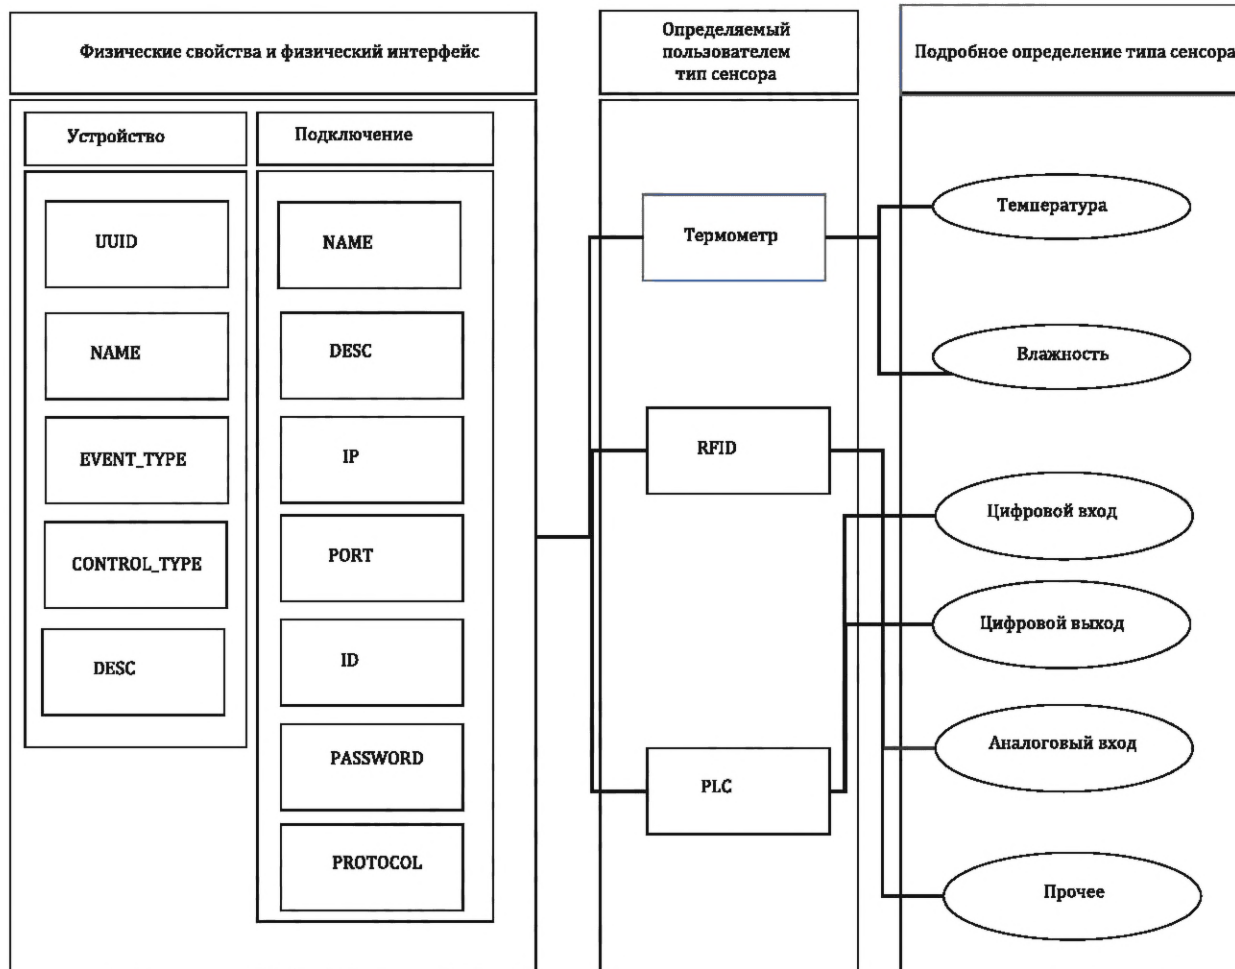 Физические свойства и физический интерфейс
Определяемый
пользователем
тип сенсора
Подробное определение типа сенсора
Устройство
Подключение
UUID
NAME
EVENT_TYPE
CONTROL_TYPE
DESC
NAME
DESC
IP
PORT
ID
PASSWORD
PROTOCOL
Термометр
RFID
PLC
Температура
Влажность
Цифровой вход
Цифровой выход
Аналоговый вход
Прочее